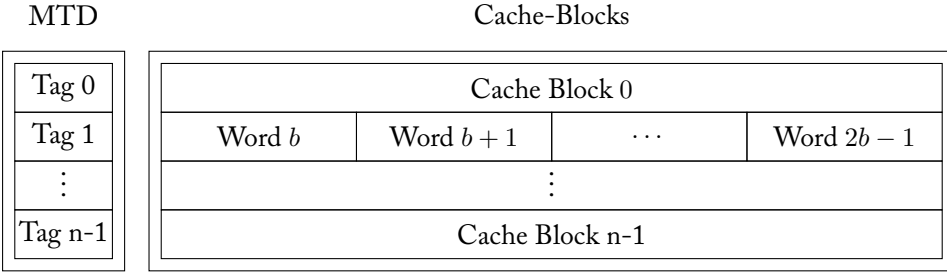 MTD Cache-Blocks
Tag 0 Cache Block 0
Tag 1 Word b Word b + 1 · · · Word 2b − 1
⋮ ⋮
Tag n-1 Cache Block n-1